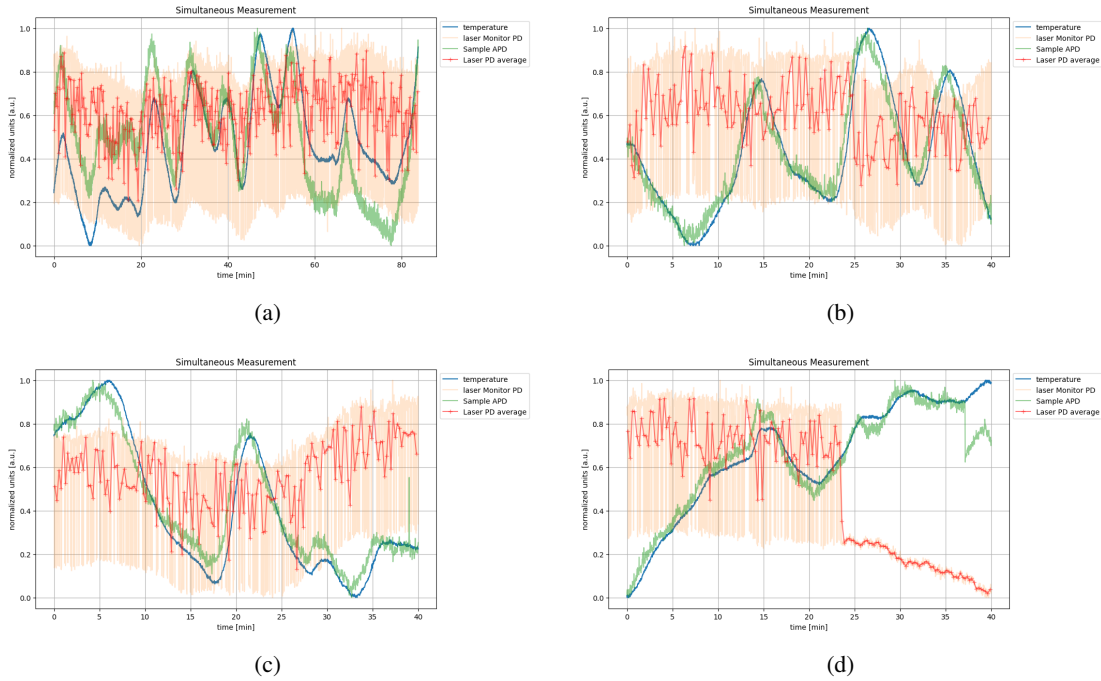 Simultaneous Measurement
normalized units [a.u.]
1.0
0.8
0.6
0.4
0.2
0.0
0 20 40 60 80
time [min]
temperature
laser Monitor PD
Sample APD
Laser PD average
(a)
Simultaneous Measurement
normalized units [a.u.]
1.0
0.8
0.6
0.4
0.2
0.0
0 5 10 15 20 25 30 35 40
time [min]
temperature
laser Monitor PD
Sample APD
Laser PD average
(b)
Simultaneous Measurement
normalized units [a.u.]
1.0
0.8
0.6
0.4
0.2
0.0
0 5 10 15 20 25 30 35 40
time [min]
temperature
laser Monitor PD
Sample APD
Laser PD average
(c)
Simultaneous Measurement
normalized units [a.u.]
1.0
0.8
0.6
0.4
0.2
0.0
0 5 10 15 20 25 30 35 40
time [min]
temperature
laser Monitor PD
Sample APD
Laser PD average
(d)